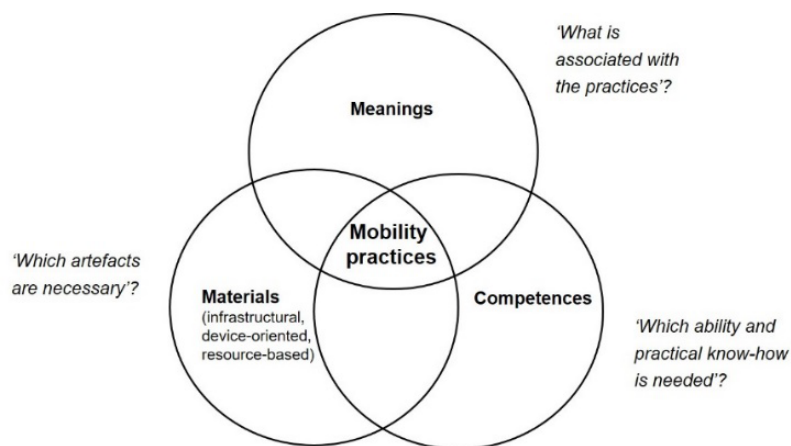 ‘What is
associated with
the practices’?
Meanings
Mobility
practices
‘Which artefacts
are necessary’?
Materials
(infrastructural,
device-oriented,
resource-based)
Competences
‘Which ability and
practical know-how
is needed’?